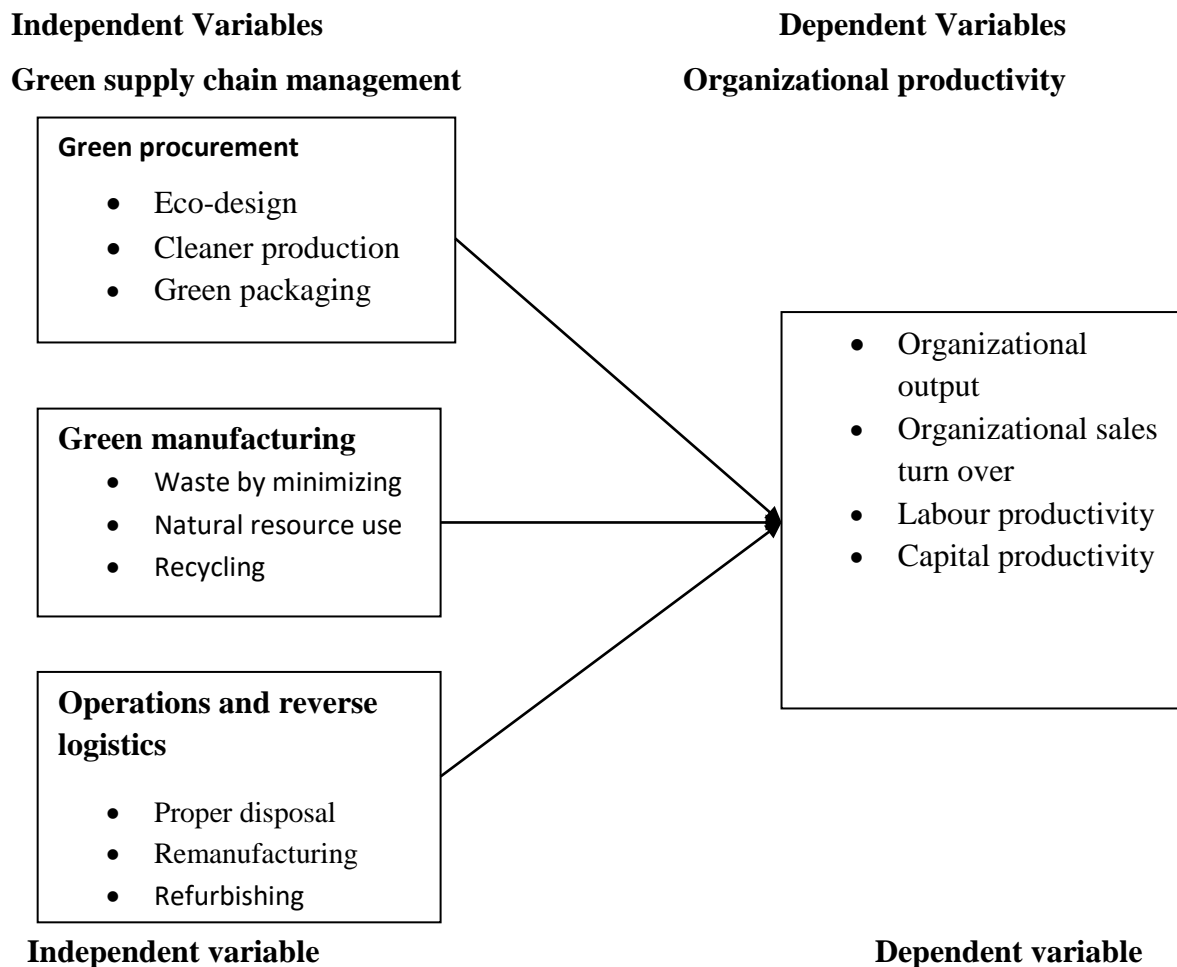 Independent Variables
Dependent Variables
Green supply chain management
Organizational productivity
Green procurement
• Eco-design
• Cleaner production
• Green packaging
Green manufacturing
• Waste by minimizing
• Natural resource use
• Recycling
Operations and reverse
logistics
• Proper disposal
• Remanufacturing
• Refurbishing
• Organizational
output
• Organizational sales
turn over
• Labour productivity
• Capital productivity
Independent variable
Dependent variable